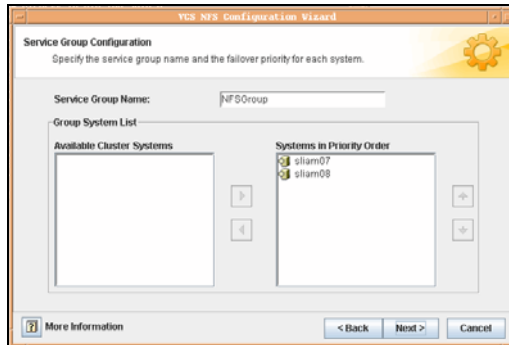 VCS NFS Configuration Wizard
Service Group Configuration
Specify the service group name and the failover priority for each system.
Service Group Name: NFSGroup
Group System List
Available Cluster Systems
Systems in Priority Order
sliam07
sliam08
More Information
< Back Next > Cancel